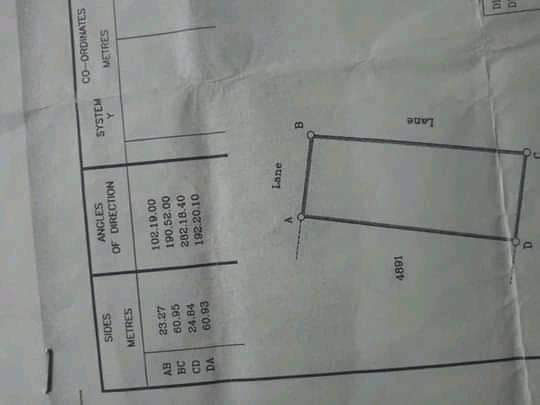 SIDES
METRES
ANGLES
OF DIRECTION
CO-ORDINATES
SYSTEM
Y
METRES
AB 23.27 102.19.00
BC 60.95 190.52.00
CD 24.84 282.18.40
DA 60.93 192.20.10
Lane
A
B
Lane
4891
D
C